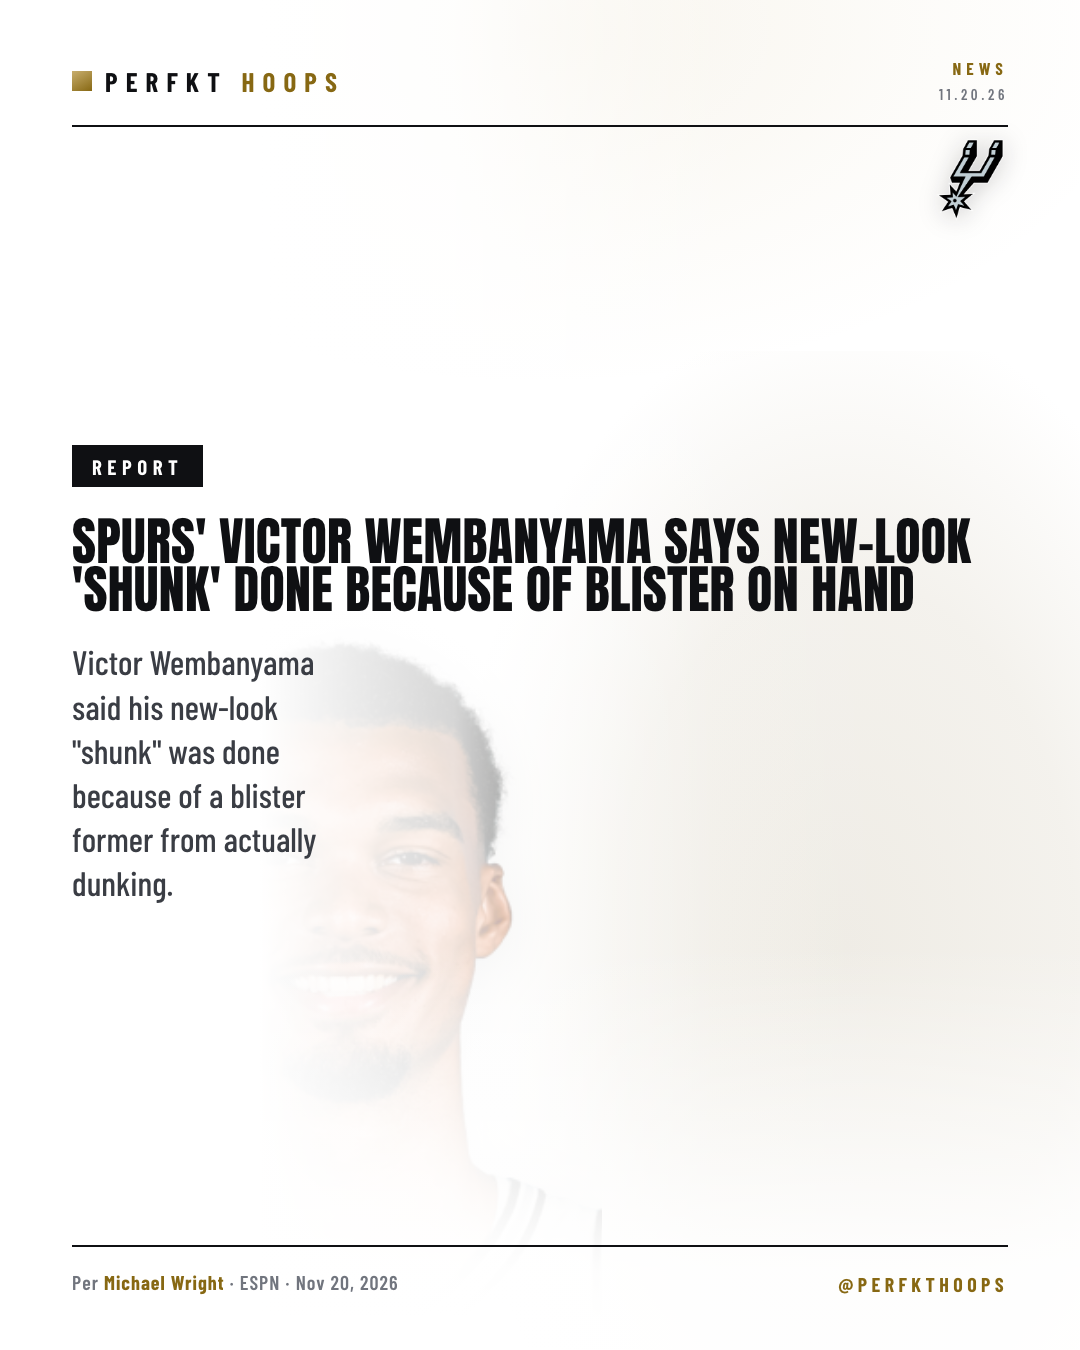 PERFKT HOOPS
NEWS
11.20.26
REPORT
SPURS' VICTOR WEMBANYAMA SAYS NEW-LOOK
'SHUNK' DONE BECAUSE OF BLISTER ON HAND
Victor Wembanyama
said his new-look
"shunk" was done
because of a blister
former from actually
dunking.
Per Michael Wright · ESPN · Nov 20, 2026
@PERFKTHOOPS